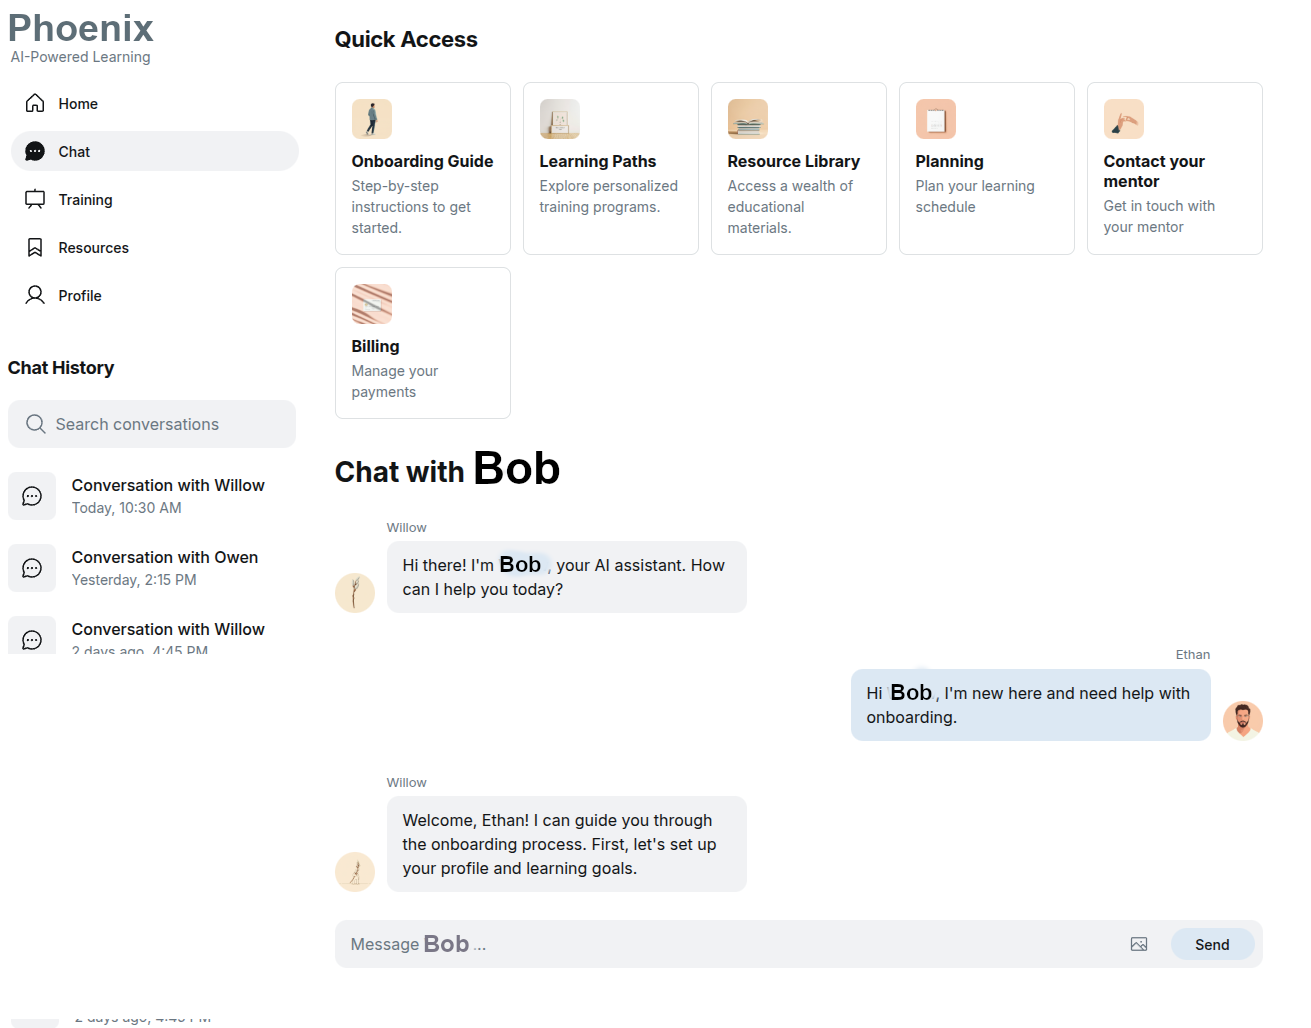 Phoenix
AI-Powered Learning
Home
Chat
Training
Resources
Profile
Chat History
Search conversations
Conversation with Willow
Today, 10:30 AM
Conversation with Owen
Yesterday, 2:15 PM
Conversation with Willow
2 days ago, 4:45 PM
Quick Access
Onboarding Guide
Step-by-step
instructions to get
started.
Learning Paths
Explore personalized
training programs.
Resource Library
Access a wealth of
educational
materials.
Planning
Plan your learning
schedule
Contact your
mentor
Get in touch with
your mentor
Billing
Manage your
payments
Chat with Bob
Willow
Hi there! I'm Bob, your AI assistant. How
can I help you today?
Ethan
Hi Bob, I'm new here and need help with
onboarding.
Willow
Welcome, Ethan! I can guide you through
the onboarding process. First, let's set up
your profile and learning goals.
Message Bob...
Send
2 days ago, 4:45 PM